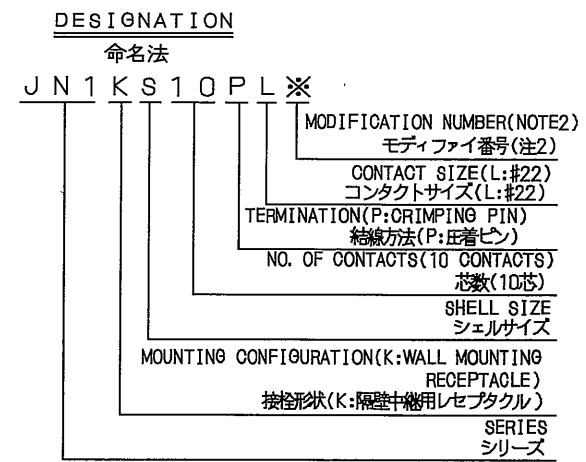 DESIGNATION
命名法
JN1KS10PL※
MODIFICATION NUMBER(NOTE2)
モディファイ番号(注2)
CONTACT SIZE(L:#22)
コンタクトサイズ(L:#22)
TERMINATION(P:CRIMPING PIN)
結線方法(P:圧着ピン)
NO. OF CONTACTS(10 CONTACTS)
芯数(10芯)
SHELL SIZE
シェルサイズ
MOUNTING CONFIGURATION(K:WALL MOUNTING
RECEPTACLE)
接栓形状(K:隔壁中継用レセプタクル)
SERIES
シリーズ